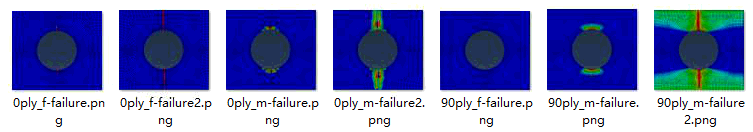 0ply_f-failure.pn
g
0ply_f-failure2.p
ng
0ply_m-failure.p
ng
0ply_m-failure2.
png
90ply_f-failure.p
ng
90ply_m-failure.
png
90ply_m-failure
2.png